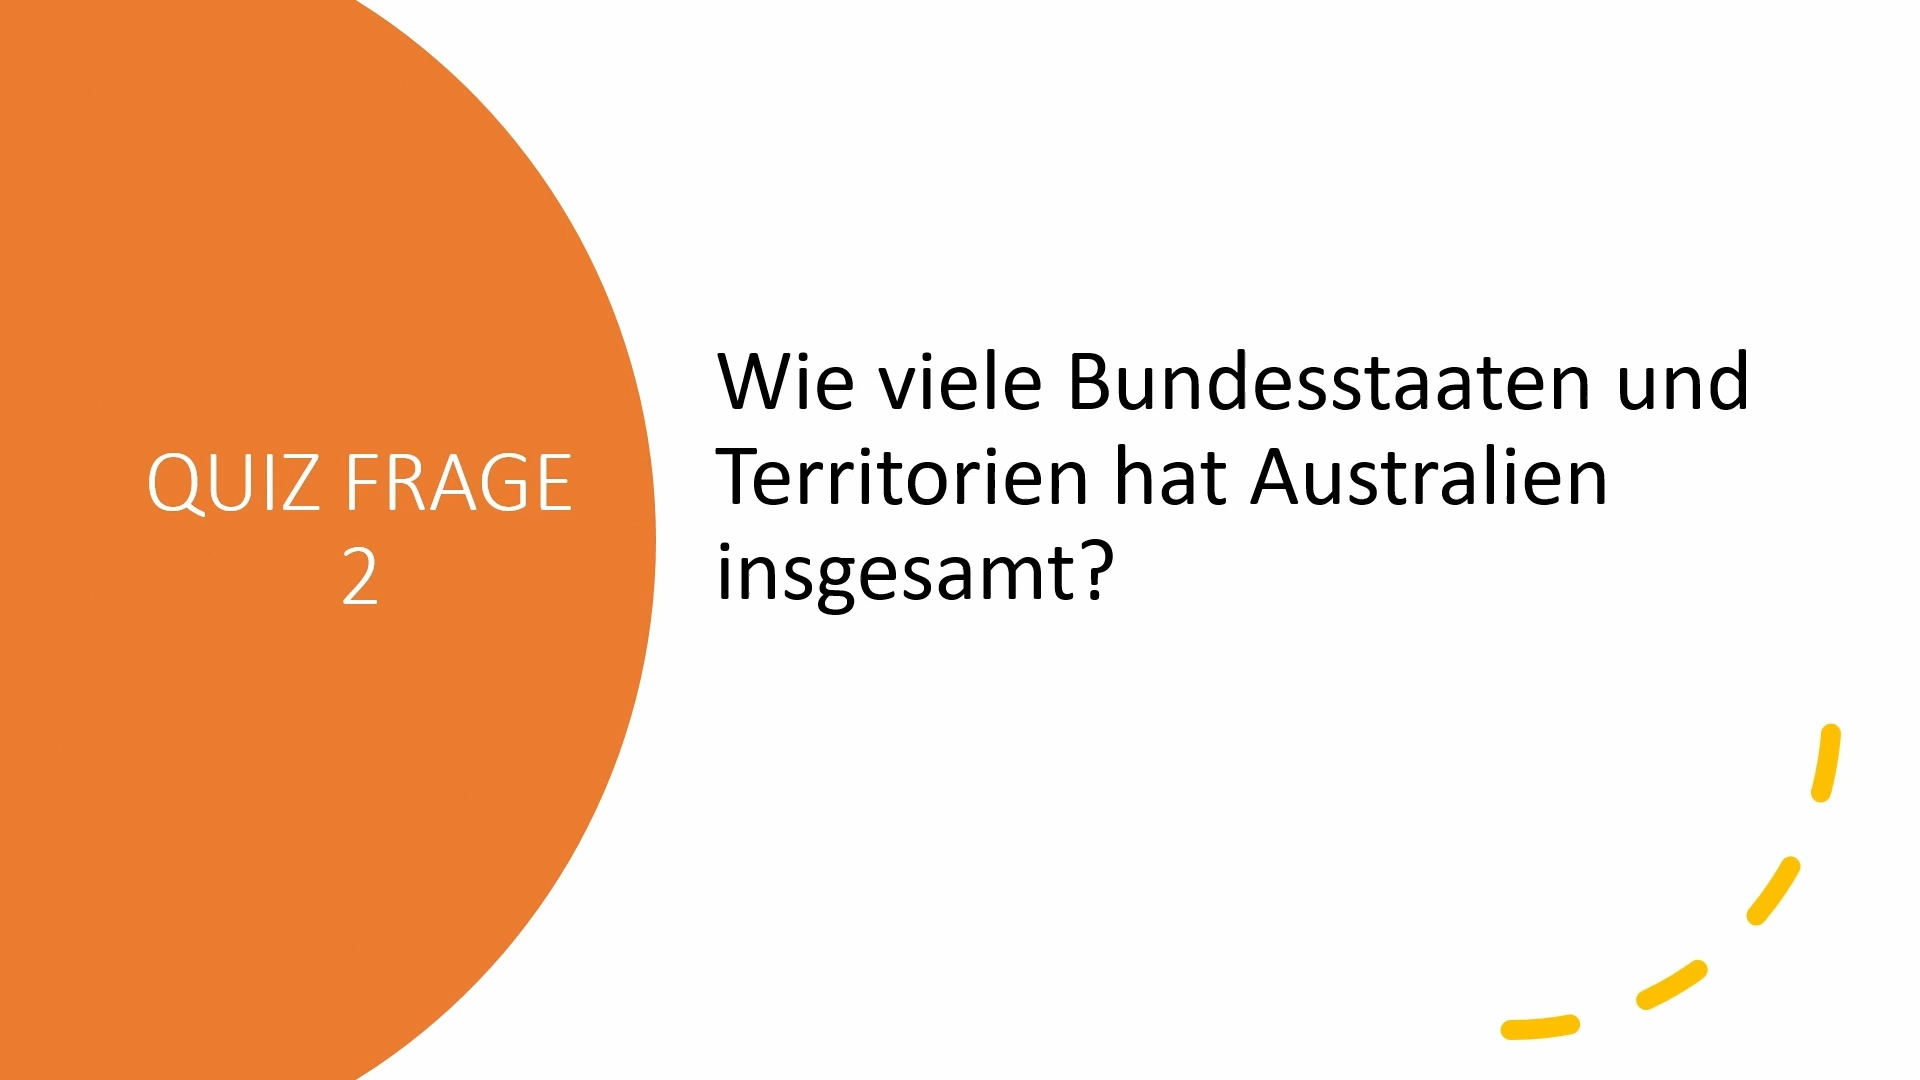 QUIZ FRAGE
2
Wie viele Bundesstaaten und
Territorien hat Australien
insgesamt?